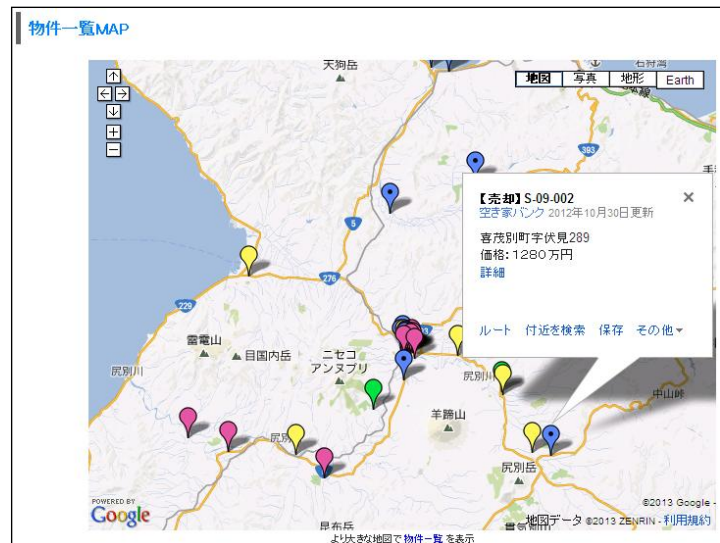 物件一覧MAP
天狗岳
石狩湾
地図 写真 地形 Earth
393
5
【売却】S-09-002
空き家バンク 2012年10月30日更新
喜茂別町字伏見289
価格:1280万円
詳細
ルート 付近を検索 保存 その他
276
229
雷電山
目国内岳
ニセコ
アンヌプリ
尻別川
尻別川
中山峠
羊蹄山
尻別
5
尻別岳
昆布岳
POWERED BY
Google
©2013 Google -
地図データ ©2013 ZENRIN - 利用規約
より大きな地図で 物件一覧 を表示